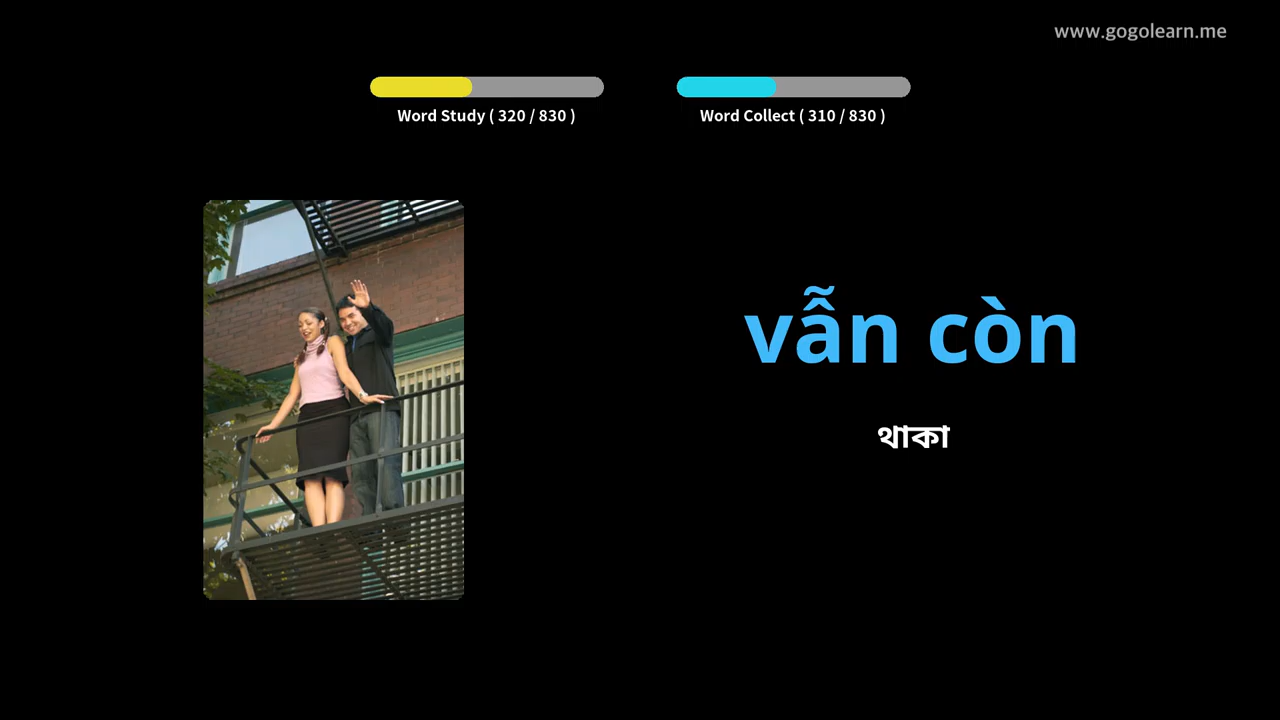 www.gogolearn.me
Word Study ( 320 / 830 )
Word Collect ( 310 / 830 )
vẫn còn
থাকা